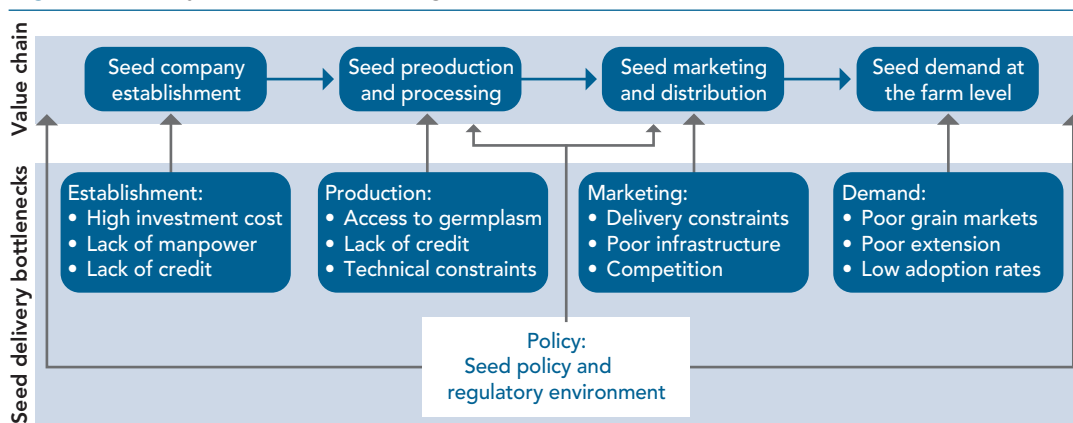 Value chain
Seed company
establishment
Seed preoduction
and processing
Seed marketing
and distribution
Seed demand at
the farm level
Seed delivery bottlenecks
Establishment:
• High investment cost
• Lack of manpower
• Lack of credit
Production:
• Access to germplasm
• Lack of credit
• Technical constraints
Marketing:
• Delivery constraints
• Poor infrastructure
• Competition
Demand:
• Poor grain markets
• Poor extension
• Low adoption rates
Policy:
Seed policy and
regulatory environment